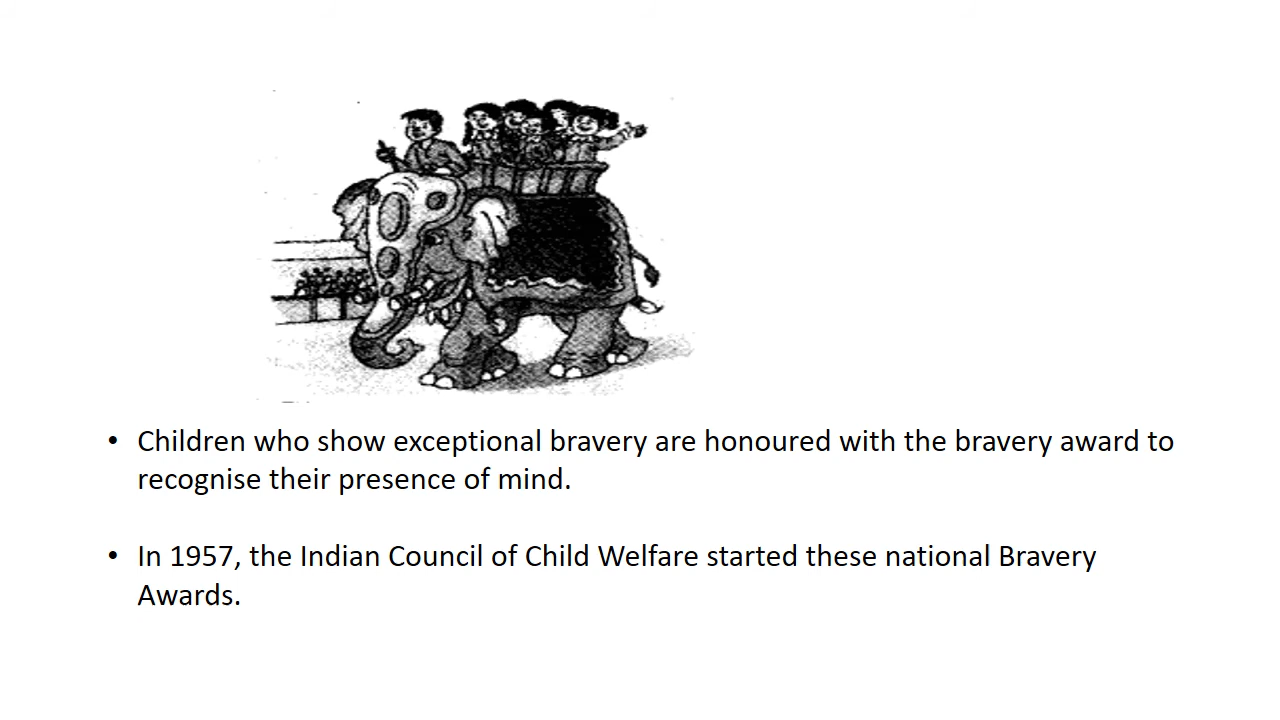 • Children who show exceptional bravery are honoured with the bravery award to
recognise their presence of mind.
• In 1957, the Indian Council of Child Welfare started these national Bravery
Awards.